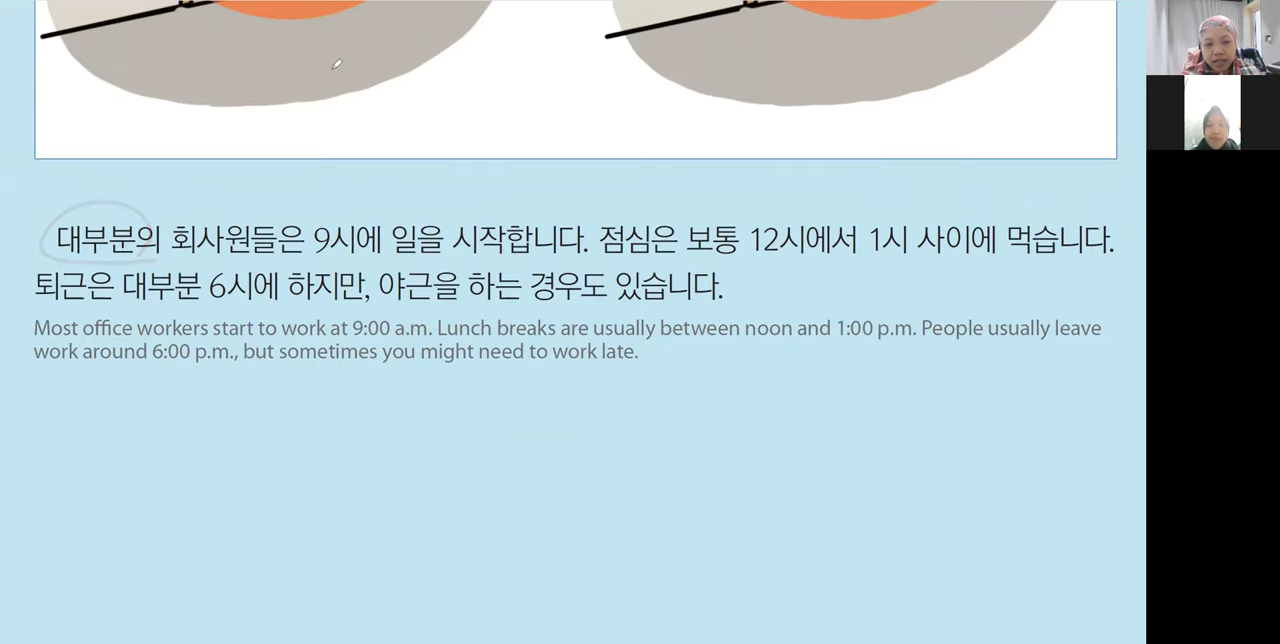 대부분의 회사원들은 9시에 일을 시작합니다. 점심은 보통 12시에서 1시 사이에 먹습니다.
퇴근은 대부분 6시에 하지만, 야근을 하는 경우도 있습니다.
Most office workers start to work at 9:00 a.m. Lunch breaks are usually between noon and 1:00 p.m. People usually leave
work around 6:00 p.m., but sometimes you might need to work late.